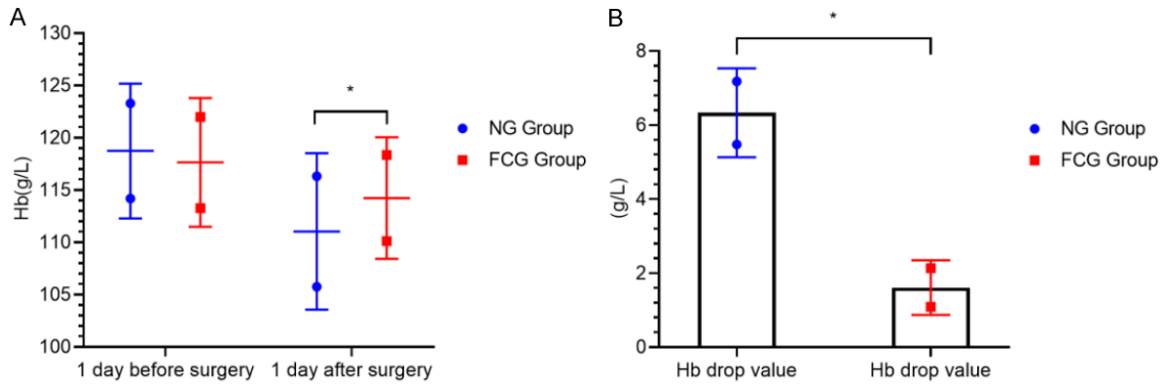 A
Hb(g/L)
130
125
120
115
110
105
100
*
1 day before surgery
1 day after surgery
NG Group
FCG Group
B
(g/L)
8
6
4
2
0
*
Hb drop value
Hb drop value
NG Group
FCG Group